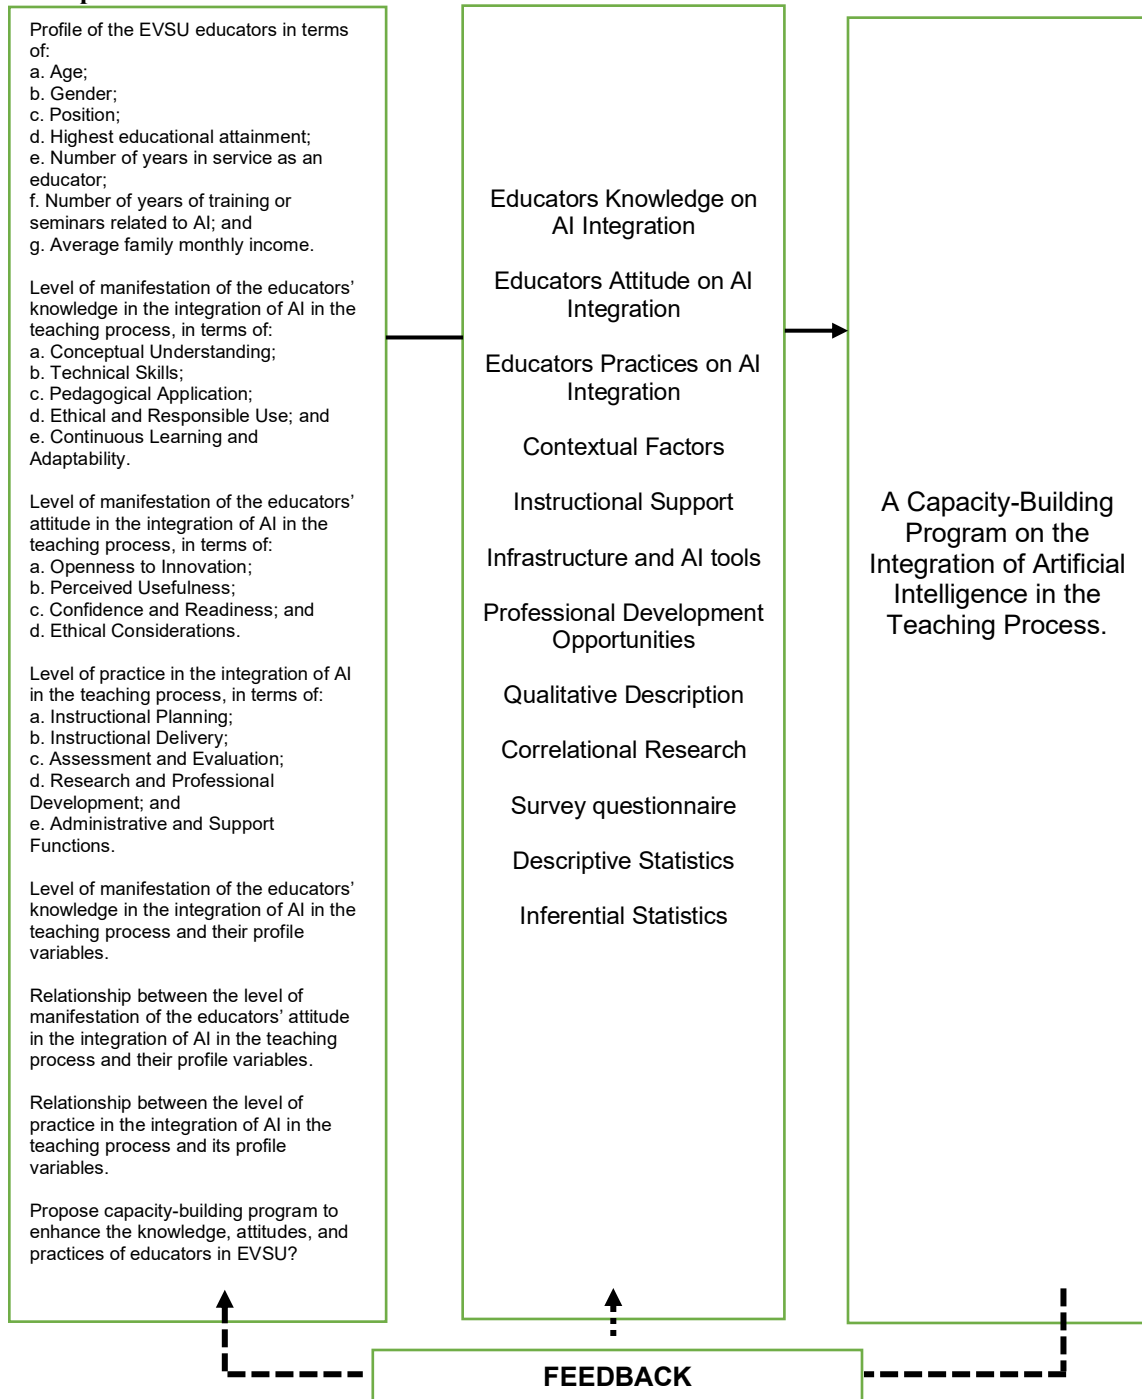 Profile of the EVSU educators in terms
of:
a. Age;
b. Gender;
c. Position;
d. Highest educational attainment;
e. Number of years in service as an
educator;
f. Number of years of training or
seminars related to AI; and
g. Average family monthly income.
Level of manifestation of the educators’
knowledge in the integration of AI in the
teaching process, in terms of:
a. Conceptual Understanding;
b. Technical Skills;
c. Pedagogical Application;
d. Ethical and Responsible Use; and
e. Continuous Learning and
Adaptability.
Level of manifestation of the educators’
attitude in the integration of AI in the
teaching process, in terms of:
a. Openness to Innovation;
b. Perceived Usefulness;
c. Confidence and Readiness; and
d. Ethical Considerations.
Level of practice in the integration of AI
in the teaching process, in terms of:
a. Instructional Planning;
b. Instructional Delivery;
c. Assessment and Evaluation;
d. Research and Professional
Development; and
e. Administrative and Support
Functions.
Level of manifestation of the educators’
knowledge in the integration of AI in the
teaching process and their profile
variables.
Relationship between the level of
manifestation of the educators’ attitude
in the integration of AI in the teaching
process and their profile variables.
Relationship between the level of
practice in the integration of AI in the
teaching process and its profile
variables.
Propose capacity-building program to
enhance the knowledge, attitudes, and
practices of educators in EVSU?
Educators Knowledge on
AI Integration
Educators Attitude on AI
Integration
Educators Practices on AI
Integration
Contextual Factors
Instructional Support
Infrastructure and AI tools
Professional Development
Opportunities
Qualitative Description
Correlational Research
Survey questionnaire
Descriptive Statistics
Inferential Statistics
A Capacity-Building
Program on the
Integration of Artificial
Intelligence in the
Teaching Process.
FEEDBACK